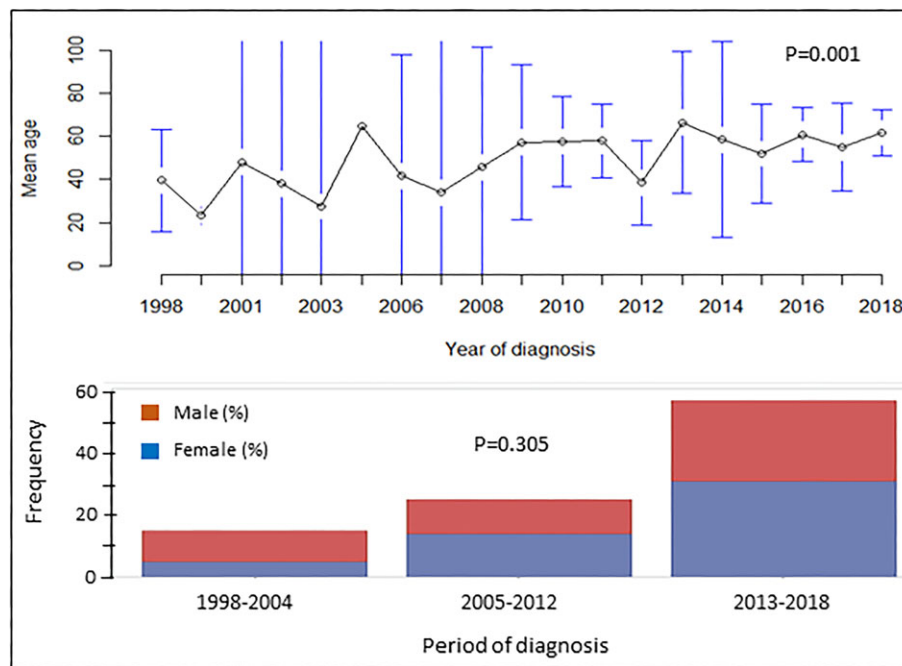 100
80
60
40
20
0
Mean age
P=0.001
1998 2001 2003 2006 2008 2010 2012 2014 2016 2018
Year of diagnosis
60
40
20
0
Frequency
Male (%)
Female (%)
P=0.305
1998-2004 2005-2012 2013-2018
Period of diagnosis